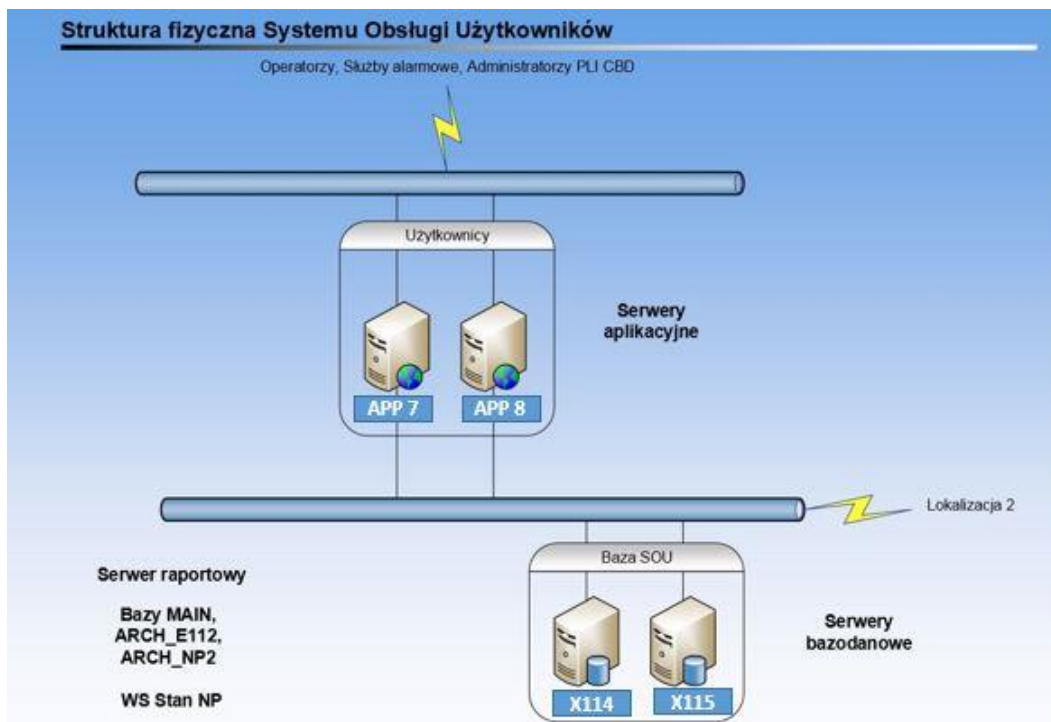 Struktura fizyczna Systemu Obsługi Użytkowników
Operatorzy, Służby alarmowe, Administratorzy PLI CBD
Użytkownicy
Serwery
aplikacyjne
APP 7
APP 8
Lokalizacja 2
Baza SOU
Serwer raportowy
Bazy MAIN,
ARCH_E112,
ARCH_NP2
WS Stan NP
Serwery
bazodanowe
X114
X115